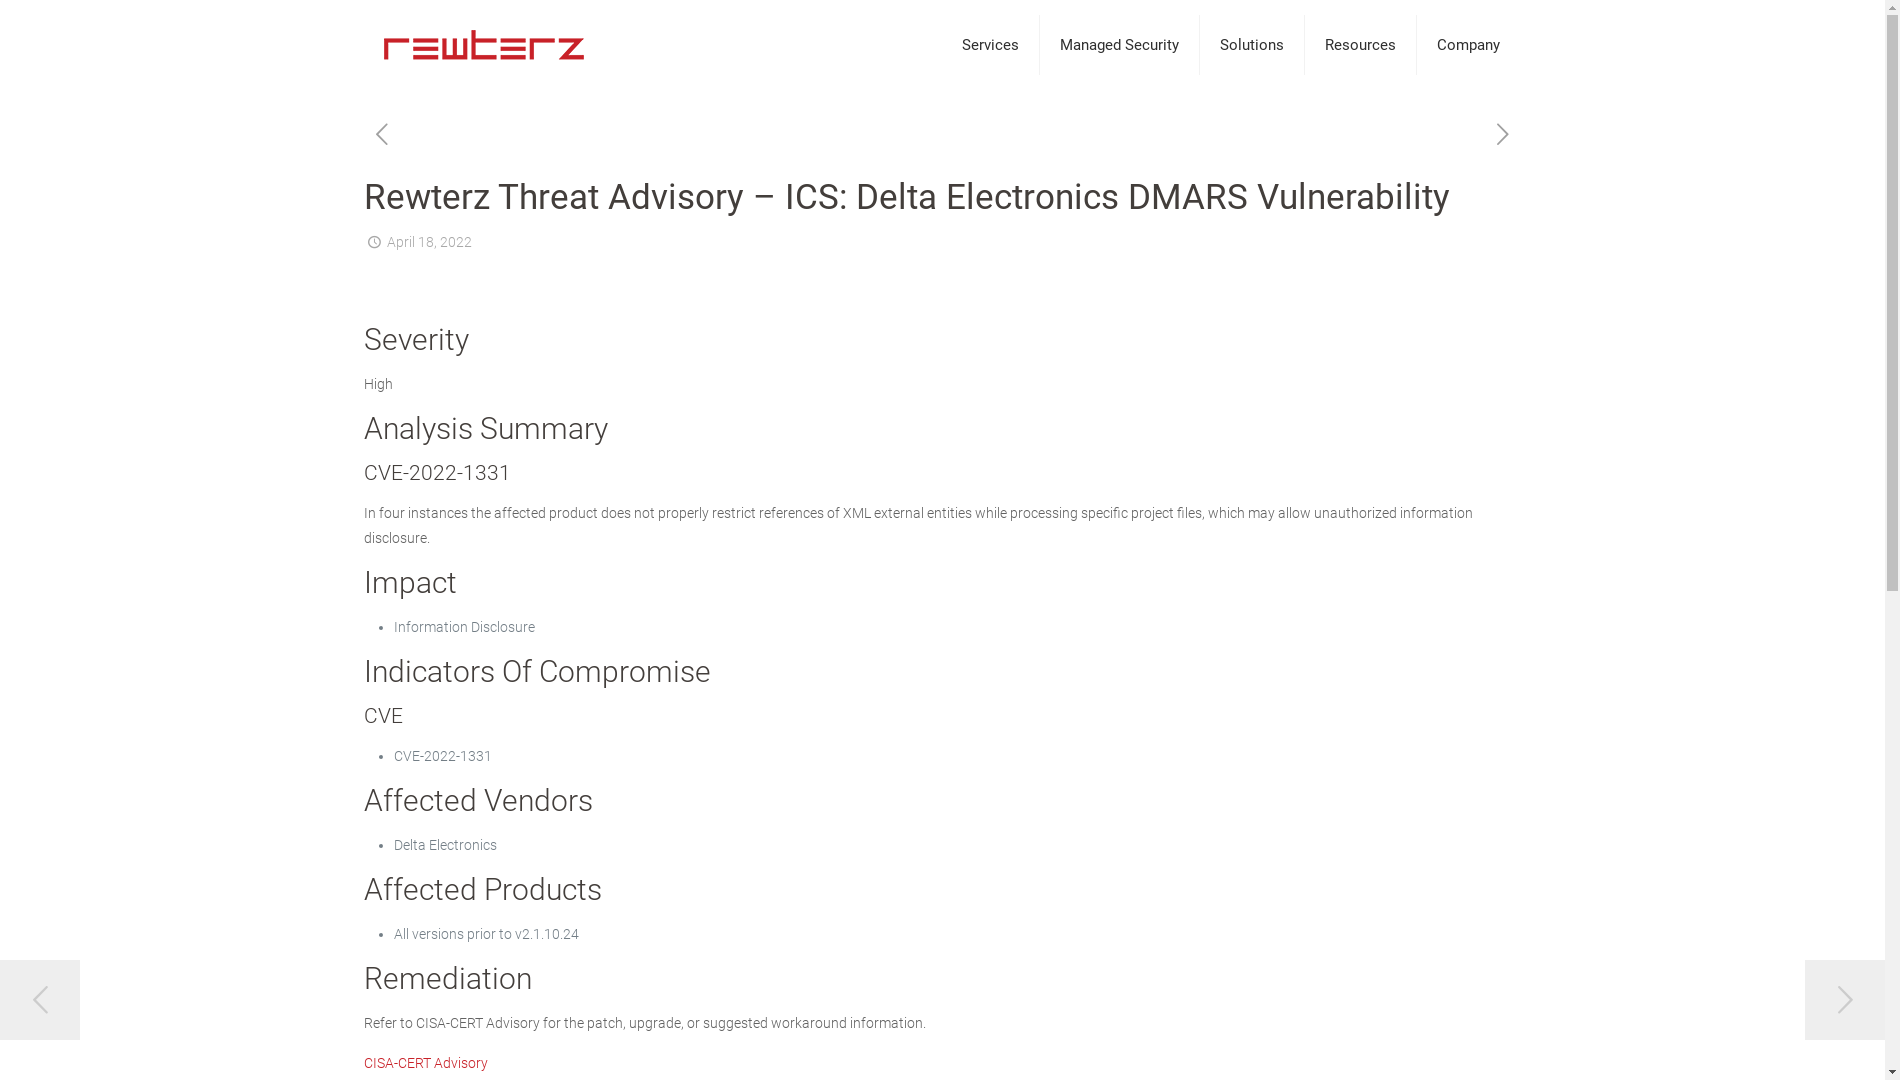 rewterz
Services
Managed Security
Solutions
Resources
Company
Rewterz Threat Advisory – ICS: Delta Electronics DMARS Vulnerability
April 18, 2022
Severity
High
Analysis Summary
CVE-2022-1331
In four instances the affected product does not properly restrict references of XML external entities while processing specific project files, which may allow unauthorized information
disclosure.
Impact
• Information Disclosure
Indicators Of Compromise
CVE
• CVE-2022-1331
Affected Vendors
• Delta Electronics
Affected Products
• All versions prior to v2.1.10.24
Remediation
Refer to CISA-CERT Advisory for the patch, upgrade, or suggested workaround information.
CISA-CERT Advisory